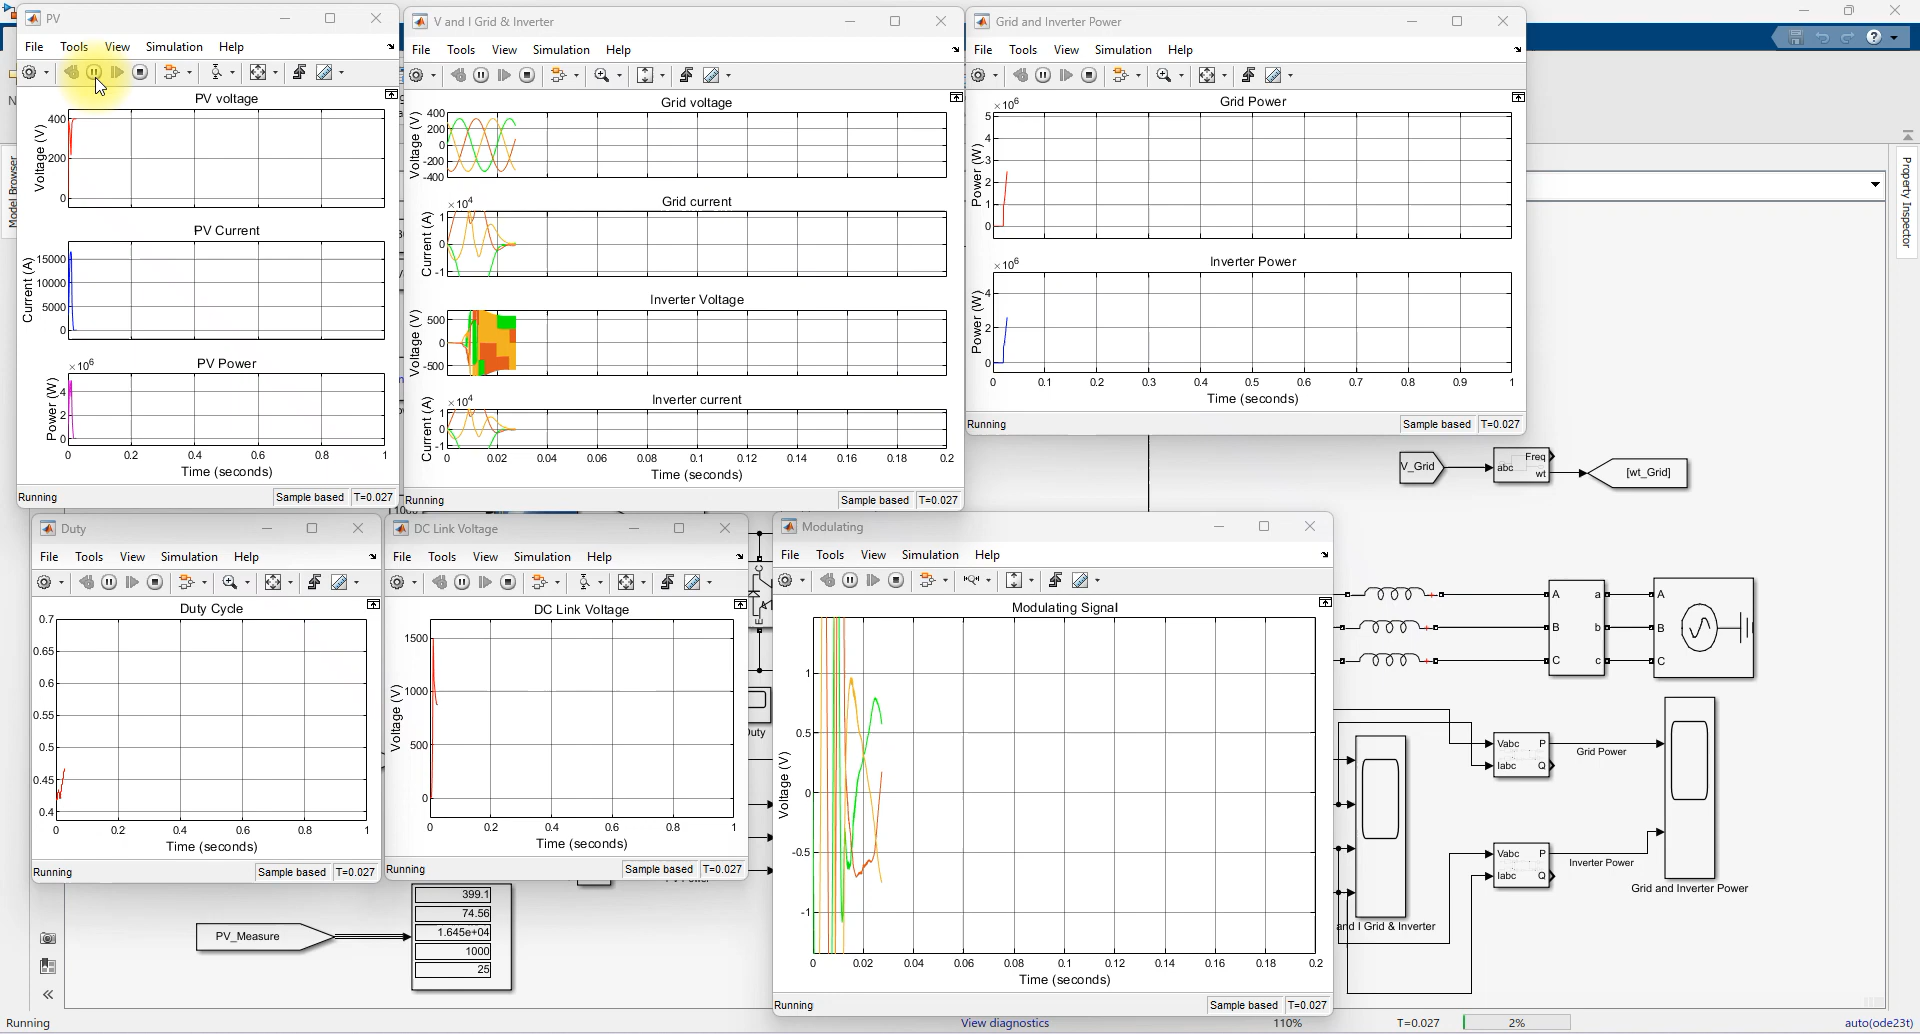 PV
File Tools View Simulation Help
PV voltage
Voltage (V)
400
200
0
PV Current
Current (A)
15000
10000
5000
0
PV Power
×10⁶
Power (W)
4
2
0
0 0.2 0.4 0.6 0.8 1
Time (seconds)
Running Sample based T=0.027
V and I Grid & Inverter
File Tools View Simulation Help
Grid voltage
Voltage (V)
400
200
0
-200
-400
Grid current
×10⁴
Current (A)
1
0
-1
Inverter Voltage
Voltage (V)
500
0
-500
Inverter current
×10⁴
Current (A)
1
0
-1
0 0.02 0.04 0.06 0.08 0.1 0.12 0.14 0.16 0.18 0.2
Time (seconds)
Running Sample based T=0.027
Grid and Inverter Power
File Tools View Simulation Help
Grid Power
×10⁶
Power (W)
5
4
3
2
1
0
Inverter Power
×10⁶
Power (W)
4
2
0
0 0.1 0.2 0.3 0.4 0.5 0.6 0.7 0.8 0.9 1
Time (seconds)
Running Sample based T=0.027
Model Browser
Property Inspector
V_Grid
abc
Freq
wt
[wt_Grid]
Duty
File Tools View Simulation Help
Duty Cycle
0.7
0.65
0.6
0.55
0.5
0.45
0.4
0 0.2 0.4 0.6 0.8 1
Time (seconds)
Running Sample based T=0.027
DC Link Voltage
File Tools View Simulation Help
DC Link Voltage
Voltage (V)
1500
1000
500
0
0 0.2 0.4 0.6 0.8 1
Time (seconds)
Running Sample based T=0.027
Modulating
File Tools View Simulation Help
Modulating Signal
Voltage (V)
1
0.5
0
-0.5
-1
0 0.02 0.04 0.06 0.08 0.1 0.12 0.14 0.16 0.18 0.2
Time (seconds)
Running Sample based T=0.027
C
E
A a A
B b B
C c C
Vabc P
Iabc Q
Grid Power
Vabc P
Iabc Q
Inverter Power
Grid and Inverter Power
and I Grid & Inverter
PV_Measure
399.1
74.56
1.645e+04
1000
25
Running View diagnostics 110% T=0.027 2% auto(ode23t)